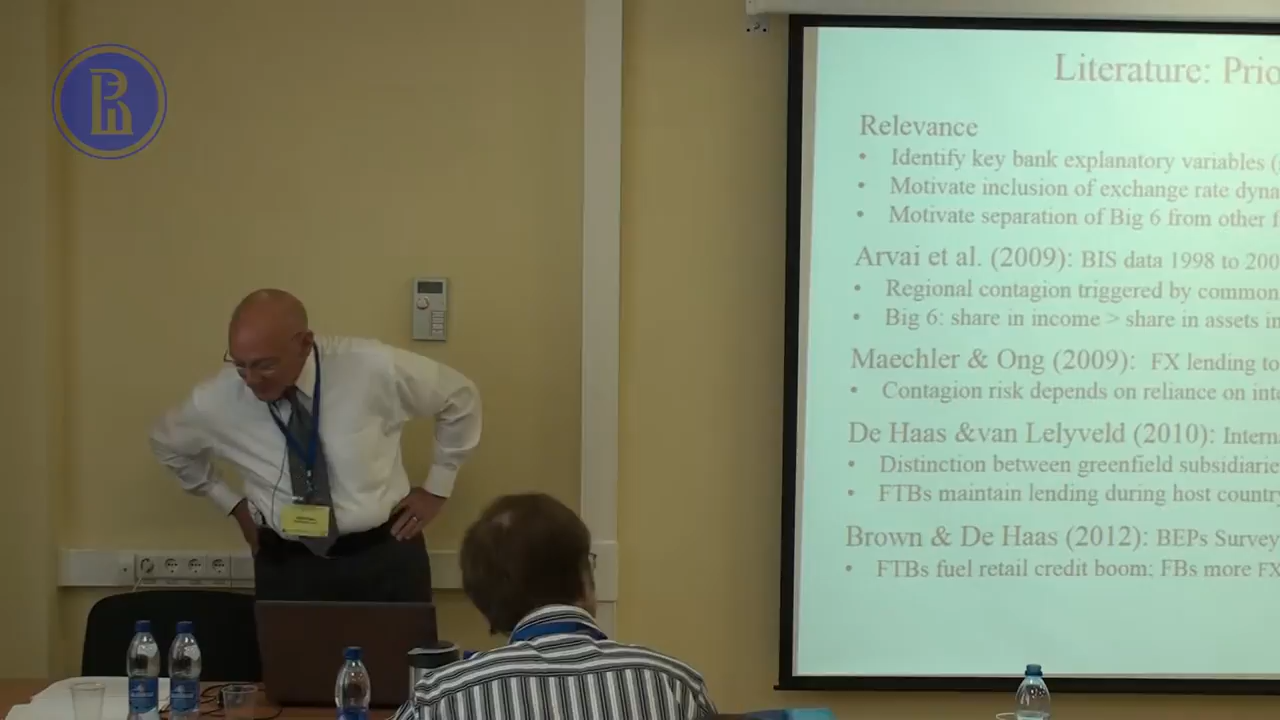 Literature: Prio
Relevance
• Identify key bank explanatory variables (
• Motivate inclusion of exchange rate dyna
• Motivate separation of Big 6 from other f
Arvai et al. (2009): BIS data 1998 to 200
• Regional contagion triggered by common
• Big 6: share in income > share in assets in
Maechler & Ong (2009): FX lending to
• Contagion risk depends on reliance on inte
De Haas &van Lelyveld (2010): Intern
• Distinction between greenfield subsidiarie
• FTBs maintain lending during host country
Brown & De Haas (2012): BEPs Survey
• FTBs fuel retail credit boom; FBs more FX